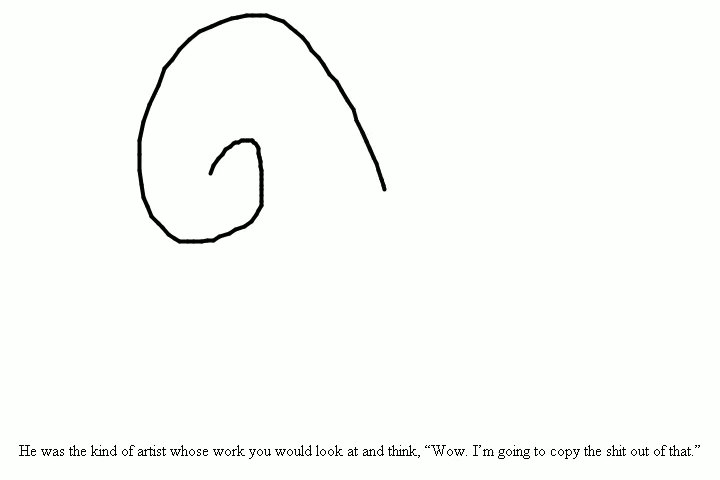 He was the kind of artist whose work you would look at and think, “Wow. I’m going to copy the shit out of that.”